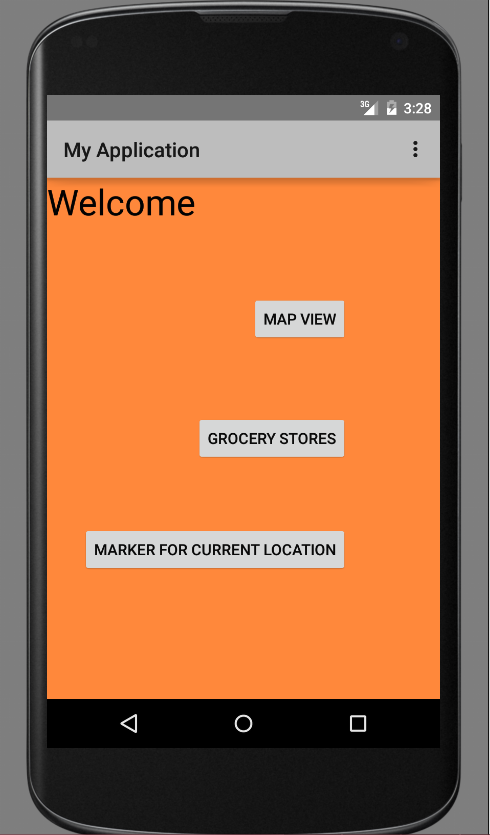 3G 3:28
My Application
Welcome
MAP VIEW
GROCERY STORES
MARKER FOR CURRENT LOCATION